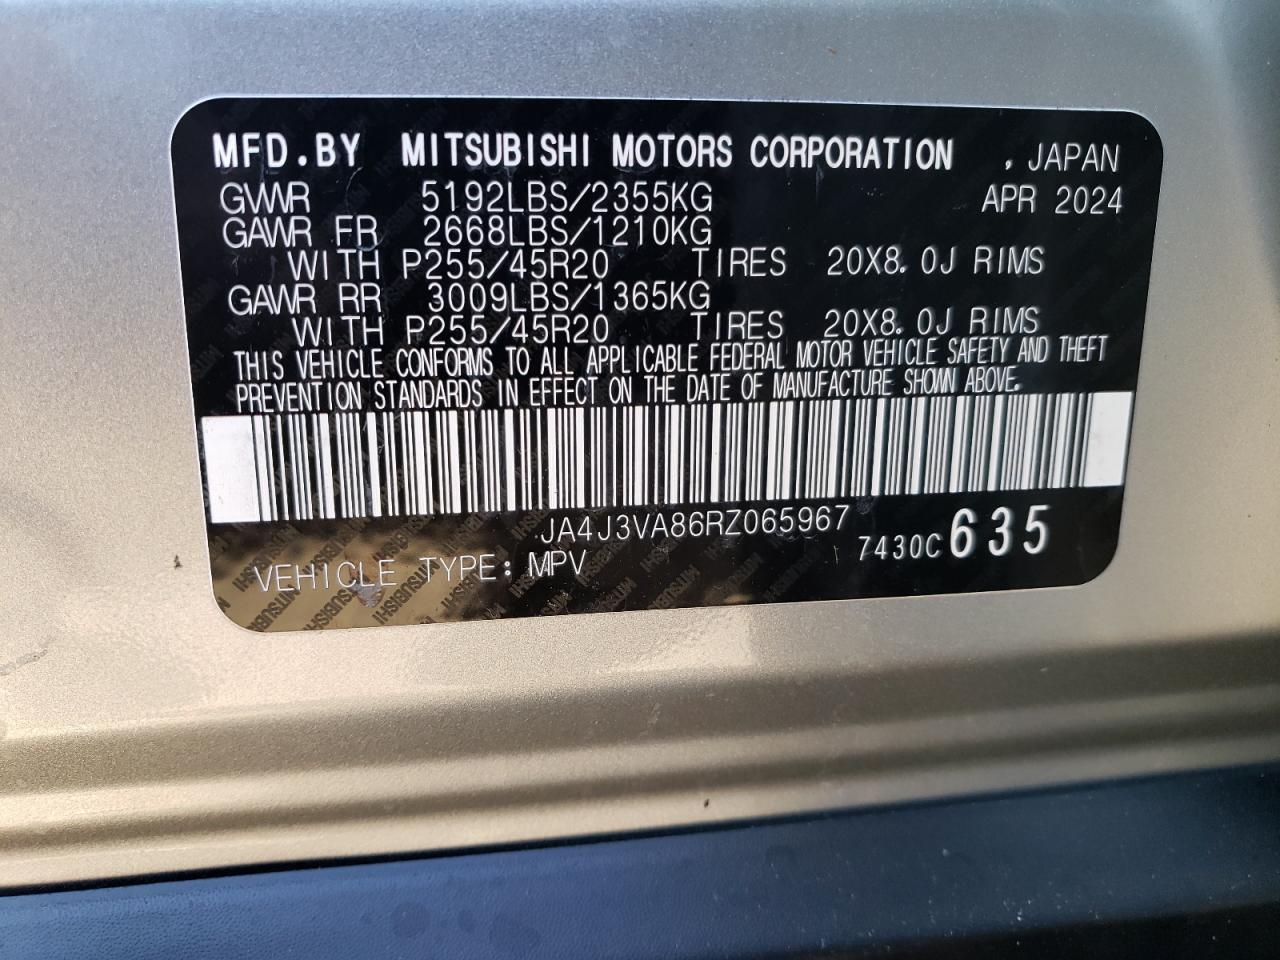 MFD.BY MITSUBISHI MOTORS CORPORATION , JAPAN
GVWR 5192LBS/2355KG APR 2024
GAWR FR 2668LBS/1210KG
WITH P255/45R20 TIRES 20X8.0J RIMS
GAWR RR 3009LBS/1365KG
WITH P255/45R20 TIRES 20X8.0J RIMS
THIS VEHICLE CONFORMS TO ALL APPLICABLE FEDERAL MOTOR VEHICLE SAFETY AND THEFT
PREVENTION STANDARDS IN EFFECT ON THE DATE OF MANUFACTURE SHOWN ABOVE.
JA4J3VA86RZ065967
7430C 635
VEHICLE TYPE: MPV